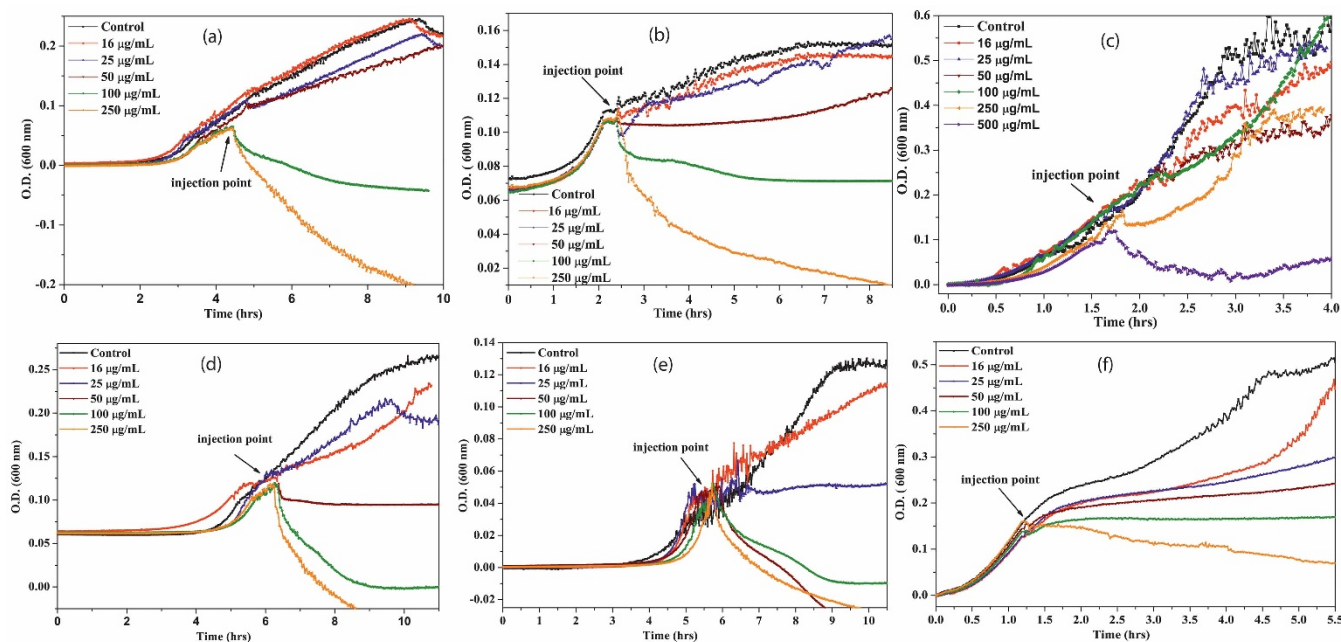 (a)
Control
16 µg/mL
25 µg/mL
50 µg/mL
100 µg/mL
250 µg/mL
injection point
O.D. (600 nm)
0.2
0.1
0.0
-0.1
-0.2
0 2 4 6 8 10
Time (hrs)
(b)
injection point
Control
16 µg/mL
25 µg/mL
50 µg/mL
100 µg/mL
250 µg/mL
O.D. (600 nm)
0.16
0.14
0.12
0.10
0.08
0.06
0.04
0.02
0.0 1.2 2.4 3.6 4.8 6.0 7.2 8.4
Time (hrs)
(c)
Control
16 µg/mL
25 µg/mL
50 µg/mL
100 µg/mL
250 µg/mL
500 µg/mL
injection point
O.D. (600 nm)
0.6
0.5
0.4
0.3
0.2
0.1
0.0
0.0 0.5 1.0 1.5 2.0 2.5 3.0 3.5 4.0
Time (hrs)
(d)
Control
16 µg/mL
25 µg/mL
50 µg/mL
100 µg/mL
250 µg/mL
injection point
O.D. (600 nm)
0.25
0.20
0.15
0.10
0.05
0.00
0 2 4 6 8 10
Time (hrs)
(e)
Control
16 µg/mL
25 µg/mL
50 µg/mL
100 µg/mL
250 µg/mL
injection point
O.D. (600 nm)
0.14
0.12
0.10
0.08
0.06
0.04
0.02
0.00
-0.02
0 1 2 3 4 5 6 7 8 9 10
Time (hrs)
(f)
Control
16 µg/mL
25 µg/mL
50 µg/mL
100 µg/mL
250 µg/mL
injection point
O.D. ( 600 nm)
0.5
0.4
0.3
0.2
0.1
0.0
0.0 0.5 1.0 1.5 2.0 2.5 3.0 3.5 4.0 4.5 5.0 5.5
Time (hrs)